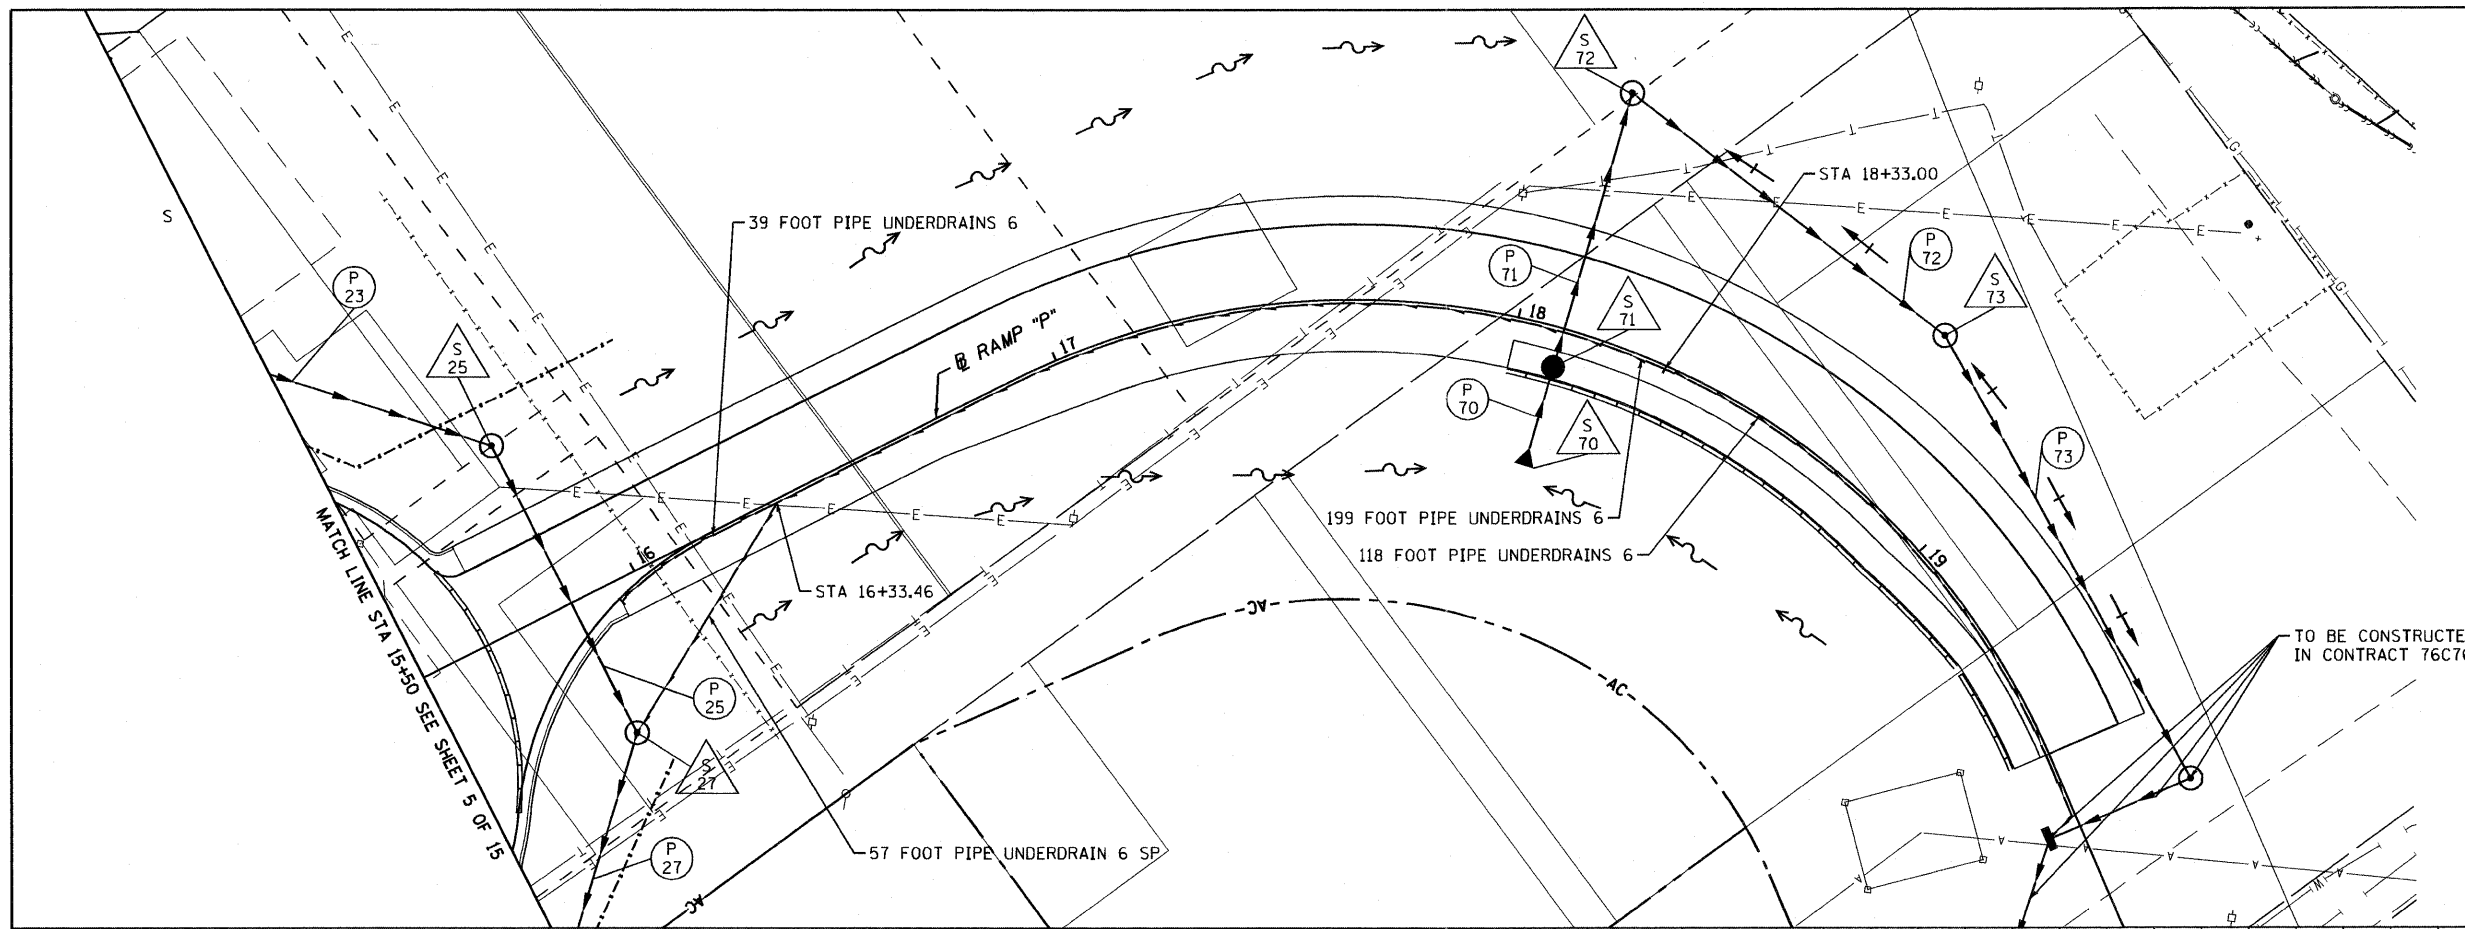 S
72
STA 18+33.00
S
39 FOOT PIPE UNDERDRAINS 6
P
72
P
71
S
73
P
23
S
71
18
S
25
17
℄ RAMP "P"
P
70
S
70
P
73
199 FOOT PIPE UNDERDRAINS 6
118 FOOT PIPE UNDERDRAINS 6
16
19
STA 16+33.46
MATCH LINE STA 15+50 SEE SHEET 5 OF 15
TO BE CONSTRUCTE
IN CONTRACT 76C76
AC
AC
P
25
S
27
57 FOOT PIPE UNDERDRAIN 6 SP
P
27
AC
E E E E E E E
T T T T
G G
A A A A
W